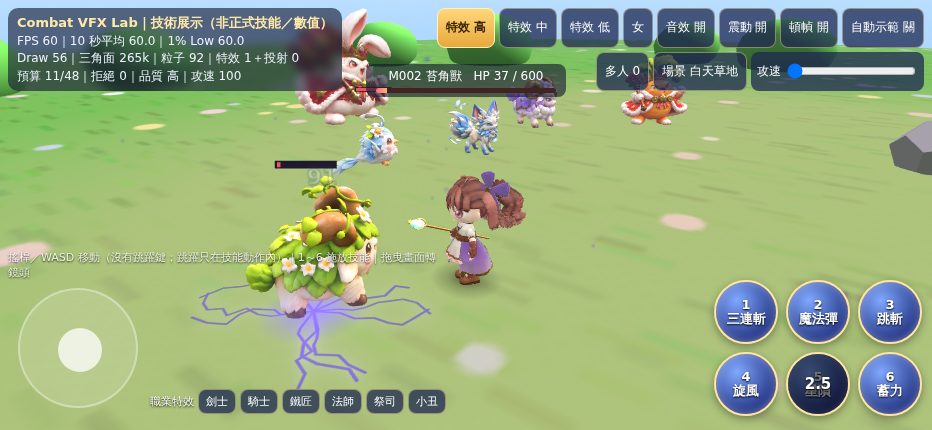 Combat VFX Lab｜技術展示（非正式技能／數值）
FPS 60｜10 秒平均 60.0｜1% Low 60.0
Draw 56｜三角面 265k｜粒子 92｜特效 1＋投射 0
預算 11/48｜拒絕 0｜品質 高｜攻速 100
特效 高
特效 中
特效 低
女
音效 開
震動 開
頓幀 開
自動示範 關
多人 0
場景 白天草地
攻速
M002 苔角獸 HP 37 / 600
搖桿／WASD 移動（沒有跳躍鍵；跳躍只在技能動作內）｜1～6 施放技能｜拖曳畫面轉
鏡頭
1
三連斬
2
魔法彈
3
跳斬
4
旋風
2.5
6
蓄力
職業特效
劍士
騎士
鐵匠
法師
祭司
小丑